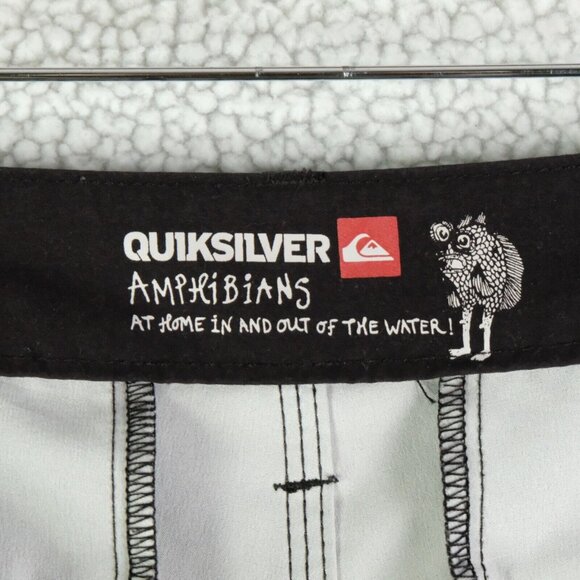 QUIKSILVER
AMPHiBiANS
AT HOME iN AND OUT OF THE WATER!